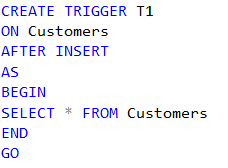 CREATE TRIGGER T1
ON Customers
AFTER INSERT
AS
BEGIN
SELECT * FROM Customers
END
GO